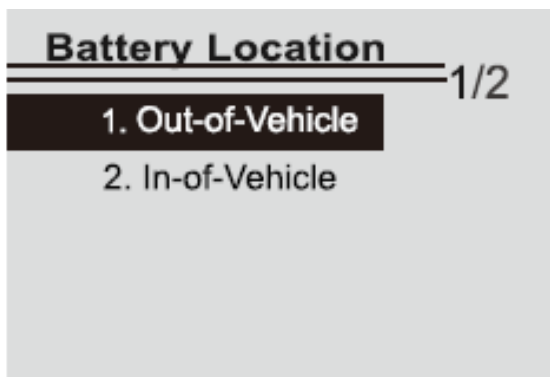 Battery Location
1/2
1. Out-of-Vehicle
2. In-of-Vehicle